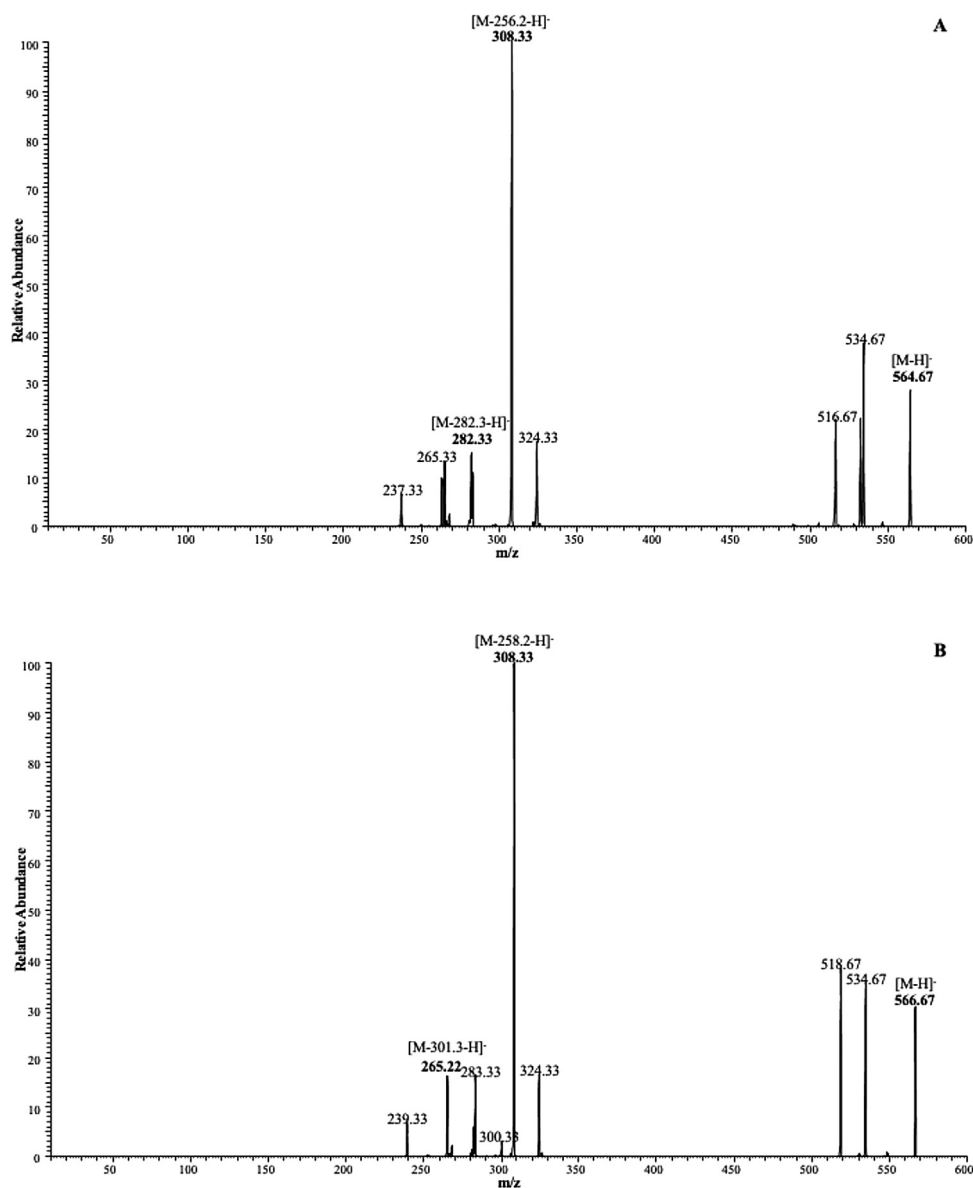 A
[M-256.2-H]-
308.33
534.67
[M-H]-
564.67
516.67
[M-282.3-H]-
282.33
324.33
265.33
237.33
Relative Abundance
100
90
80
70
60
50
40
30
20
10
0
50 100 150 200 250 300 350 400 450 500 550 600
m/z
B
[M-258.2-H]-
308.33
518.67
534.67
[M-H]-
566.67
[M-301.3-H]-
265.22
283.33
324.33
239.33
300.33
Relative Abundance
100
90
80
70
60
50
40
30
20
10
0
50 100 150 200 250 300 350 400 450 500 550 600
m/z